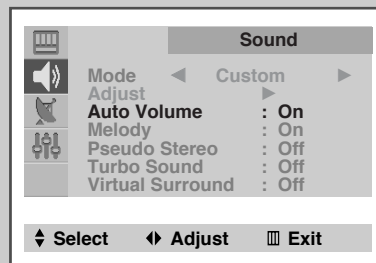 Sound
Mode ◀ Custom ▶
Adjust ▶
Auto Volume : On
Melody : On
Pseudo Stereo : Off
Turbo Sound : Off
Virtual Surround : Off
Select Adjust Exit